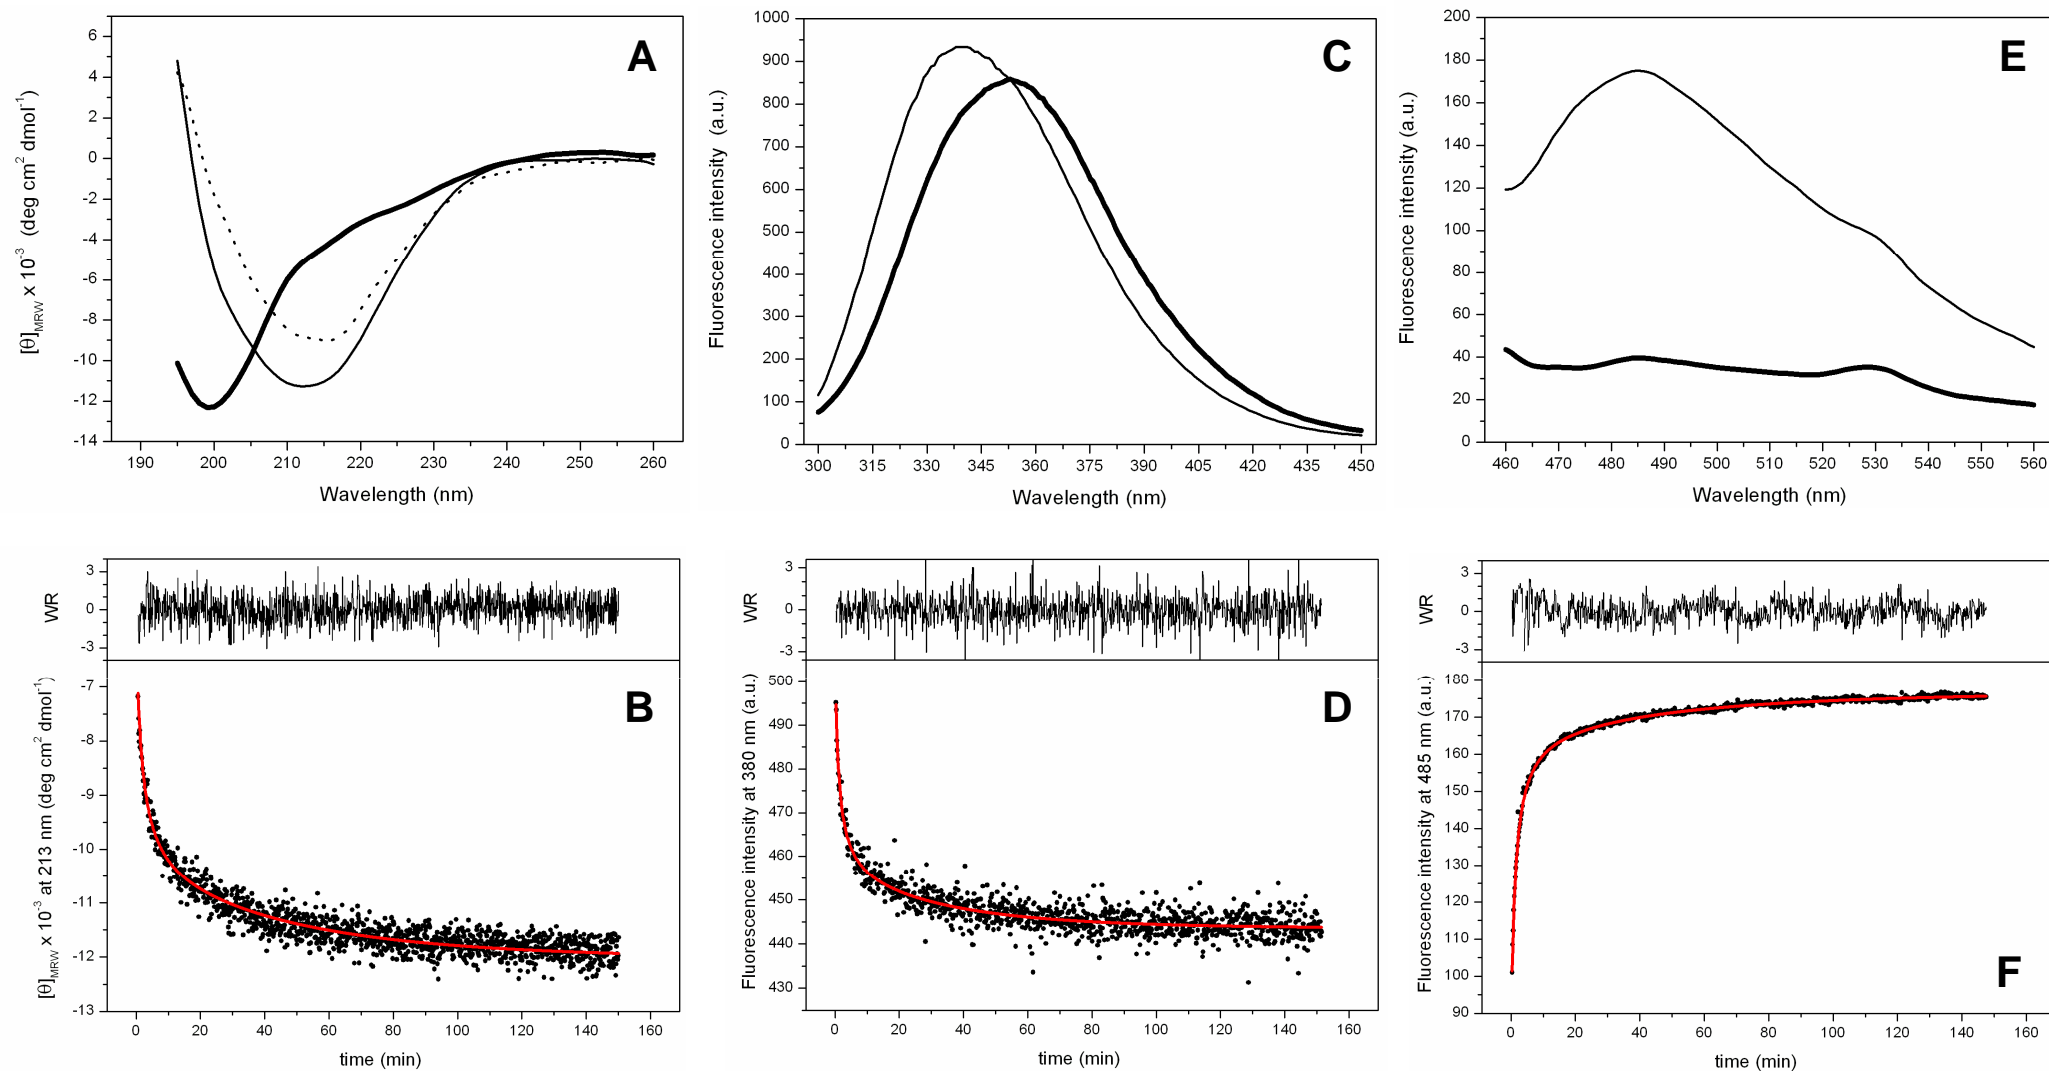 A
6
4
2
0
-2
-4
-6
-8
-10
-12
-14
190 200 210 220 230 240 250 260
Wavelength (nm)
[θ]MRW x 10⁻³ (deg cm² dmol⁻¹)
C
1000
900
800
700
600
500
400
300
200
100
0
300 315 330 345 360 375 390 405 420 435 450
Wavelength (nm)
Fluorescence intensity (a.u.)
E
200
180
160
140
120
100
80
60
40
20
0
460 470 480 490 500 510 520 530 540 550 560
Wavelength (nm)
Fluorescence intensity (a.u.)
WR
3
0
-3
B
-7
-8
-9
-10
-11
-12
-13
0 20 40 60 80 100 120 140 160
time (min)
[θ]MRW x 10⁻³ at 213 nm (deg cm² dmol⁻¹)
WR
3
0
-3
D
500
490
480
470
460
450
440
430
0 20 40 60 80 100 120 140 160
time (min)
Fluorescence intensity at 380 nm (a.u.)
WR
3
0
-3
F
180
170
160
150
140
130
120
110
100
90
0 20 40 60 80 100 120 140 160
time (min)
Fluorescence intensity at 485 nm (a.u.)